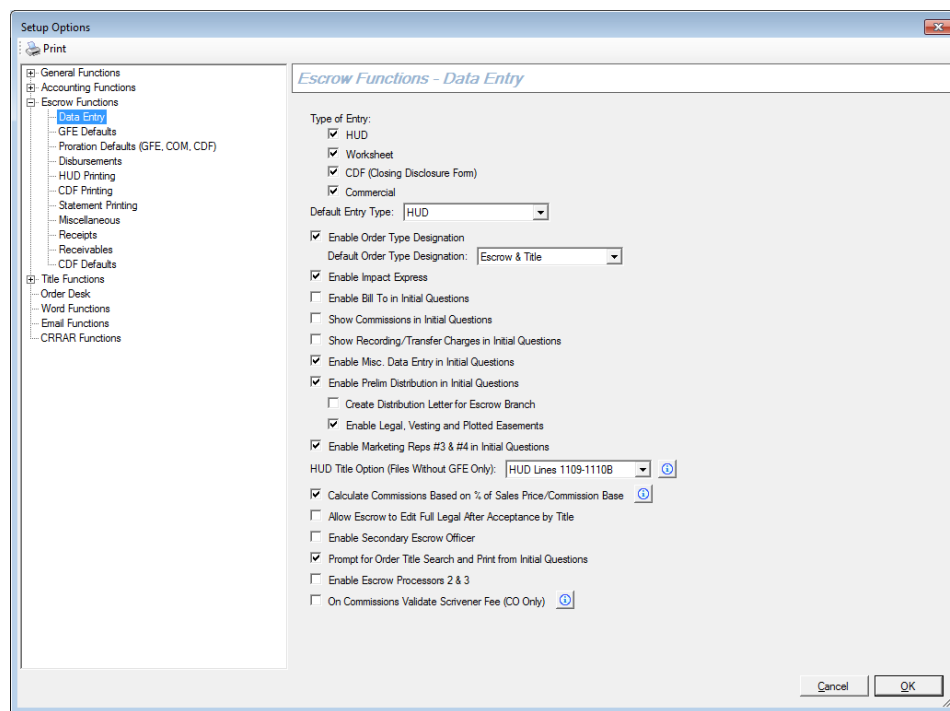 Setup Options
Print
General Functions
Accounting Functions
Escrow Functions
Data Entry
GFE Defaults
Proration Defaults (GFE, COM, CDF)
Disbursements
HUD Printing
CDF Printing
Statement Printing
Miscellaneous
Receipts
Receivables
CDF Defaults
Title Functions
Order Desk
Word Functions
Email Functions
CRRAR Functions
Escrow Functions - Data Entry
Type of Entry:
HUD
Worksheet
CDF (Closing Disclosure Form)
Commercial
Default Entry Type: HUD
Enable Order Type Designation
Default Order Type Designation: Escrow & Title
Enable Impact Express
Enable Bill To in Initial Questions
Show Commissions in Initial Questions
Show Recording/Transfer Charges in Initial Questions
Enable Misc. Data Entry in Initial Questions
Enable Prelim Distribution in Initial Questions
Create Distribution Letter for Escrow Branch
Enable Legal, Vesting and Plotted Easements
Enable Marketing Reps #3 & #4 in Initial Questions
HUD Title Option (Files Without GFE Only): HUD Lines 1109-1110B
Calculate Commissions Based on % of Sales Price/Commission Base
Allow Escrow to Edit Full Legal After Acceptance by Title
Enable Secondary Escrow Officer
Prompt for Order Title Search and Print from Initial Questions
Enable Escrow Processors 2 & 3
On Commissions Validate Scrivener Fee (CO Only)
Cancel OK